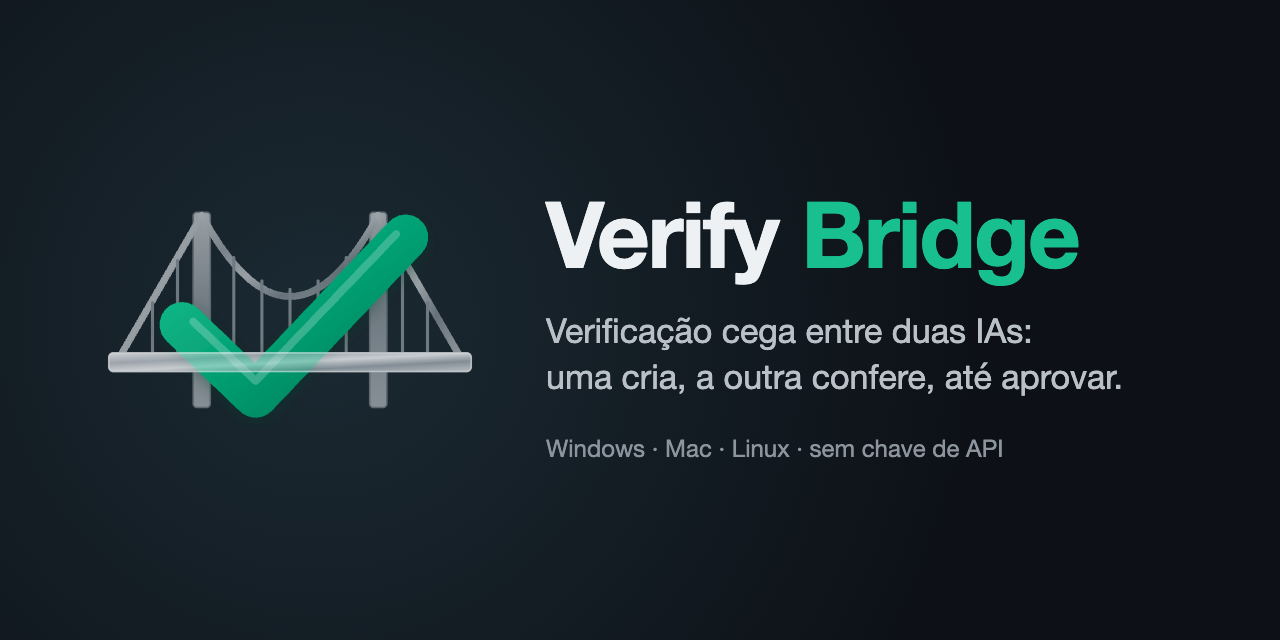 Verify Bridge
Verificação cega entre duas IAs:
uma cria, a outra confere, até aprovar.
Windows · Mac · Linux · sem chave de API